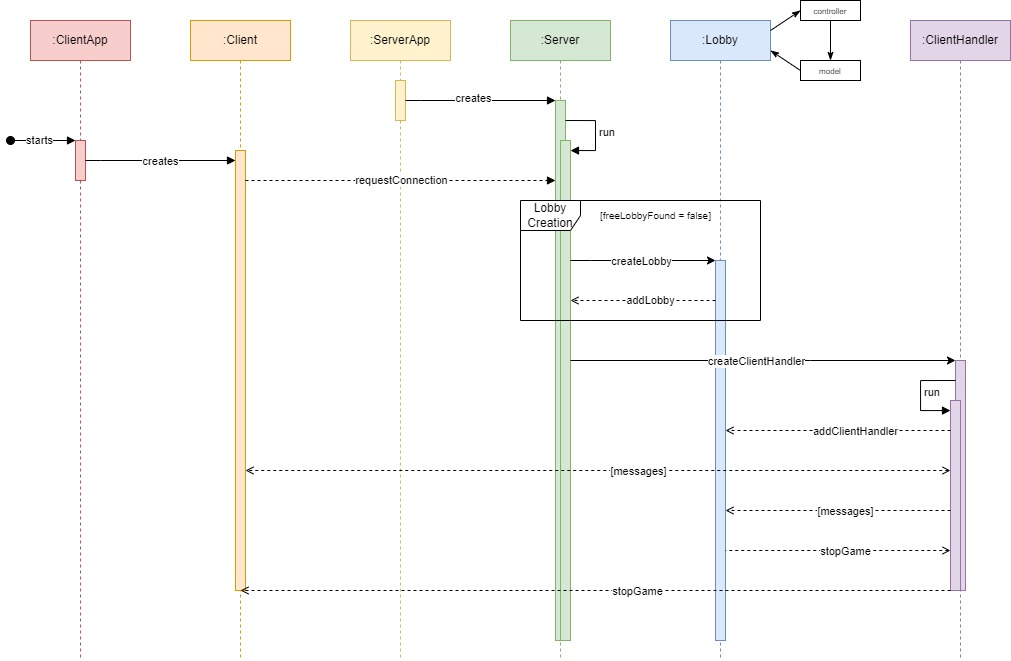 controller
:ClientApp
:Client
:ServerApp
:Server
:Lobby
:ClientHandler
model
creates
run
starts
creates
requestConnection
Lobby
Creation
[freeLobbyFound = false]
createLobby
addLobby
createClientHandler
run
addClientHandler
[messages]
[messages]
stopGame
stopGame